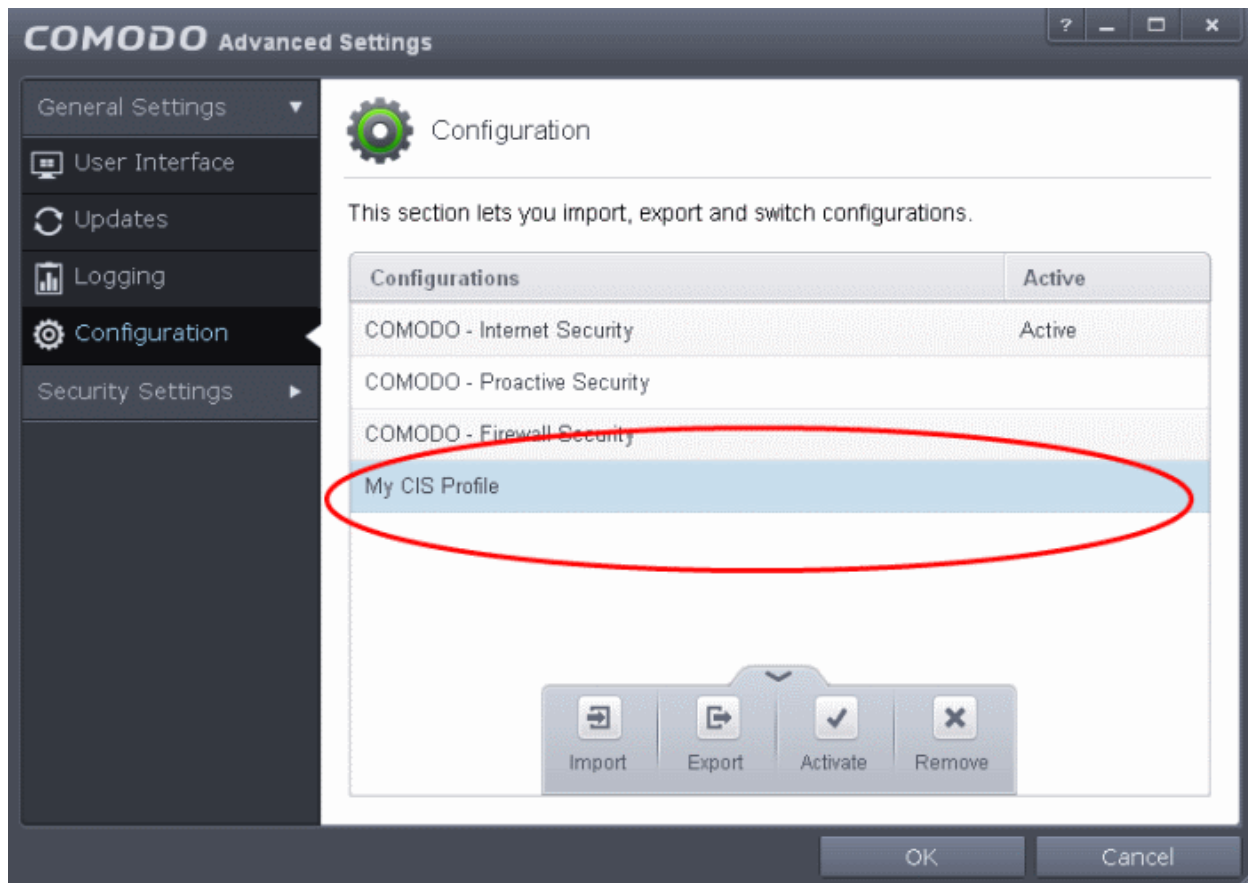 COMODO Advanced Settings
?
General Settings
User Interface
Updates
Logging
Configuration
Security Settings
Configuration
This section lets you import, export and switch configurations.
Configurations Active
COMODO - Internet Security Active
COMODO - Proactive Security
COMODO - Firewall Security
My CIS Profile
Import Export Activate Remove
OK Cancel